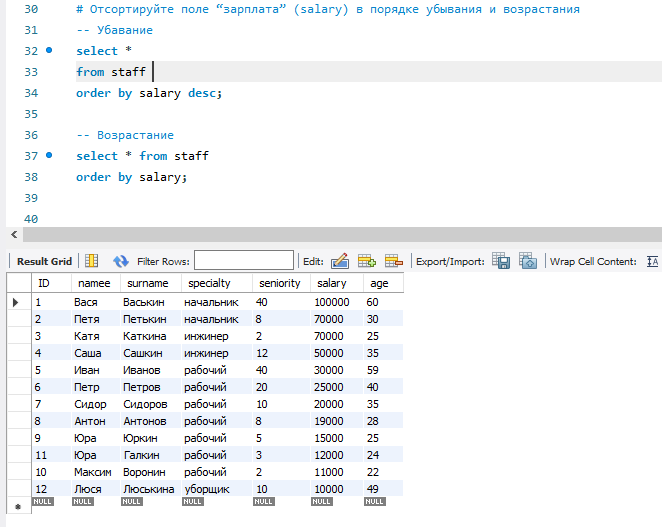 30 # Отсортируйте поле “зарплата” (salary) в порядке убывания и возрастания
31 -- Убавание
32 select *
33 from staff
34 order by salary desc;
35
36 -- Возрастание
37 select * from staff
38 order by salary;
39
40
Result Grid Filter Rows: Edit: Export/Import: Wrap Cell Content: IA
ID namee surname specialty seniority salary age
1 Вася Васькин начальник 40 100000 60
2 Петя Петькин начальник 8 70000 30
3 Катя Каткина инжинер 2 70000 25
4 Саша Сашкин инжинер 12 50000 35
5 Иван Иванов рабочий 40 30000 59
6 Петр Петров рабочий 20 25000 40
7 Сидор Сидоров рабочий 10 20000 35
8 Антон Антонов рабочий 8 19000 28
9 Юра Юркин рабочий 5 15000 25
11 Юра Галкин рабочий 3 12000 24
10 Максим Воронин рабочий 2 11000 22
12 Люся Люськина уборщик 10 10000 49
NULL NULL NULL NULL NULL NULL NULL